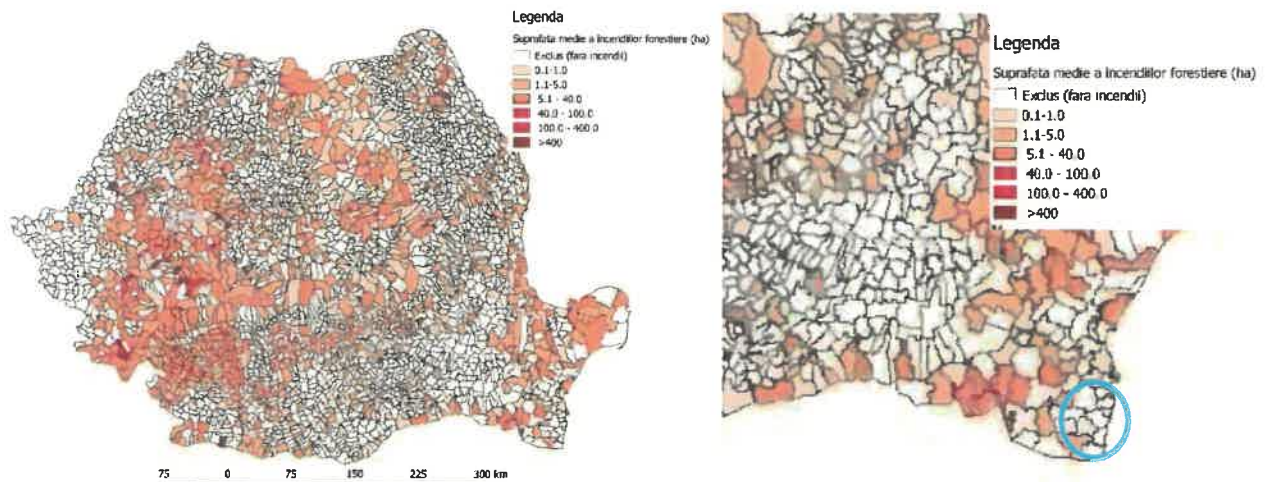 Legenda
Suprafata medie a incendiilor forestiere (ha)
Exclus (fara incendii)
0.1-1.0
1.1-5.0
5.1 - 40.0
40.0 - 100.0
100.0 - 400.0
>400
75 0 75 150 225 300 km
Legenda
Suprafata medie a incendiilor forestiere (ha)
Exclus (fara incendii)
0.1-1.0
1.1-5.0
5.1 - 40.0
40.0 - 100.0
100.0 - 400.0
>400